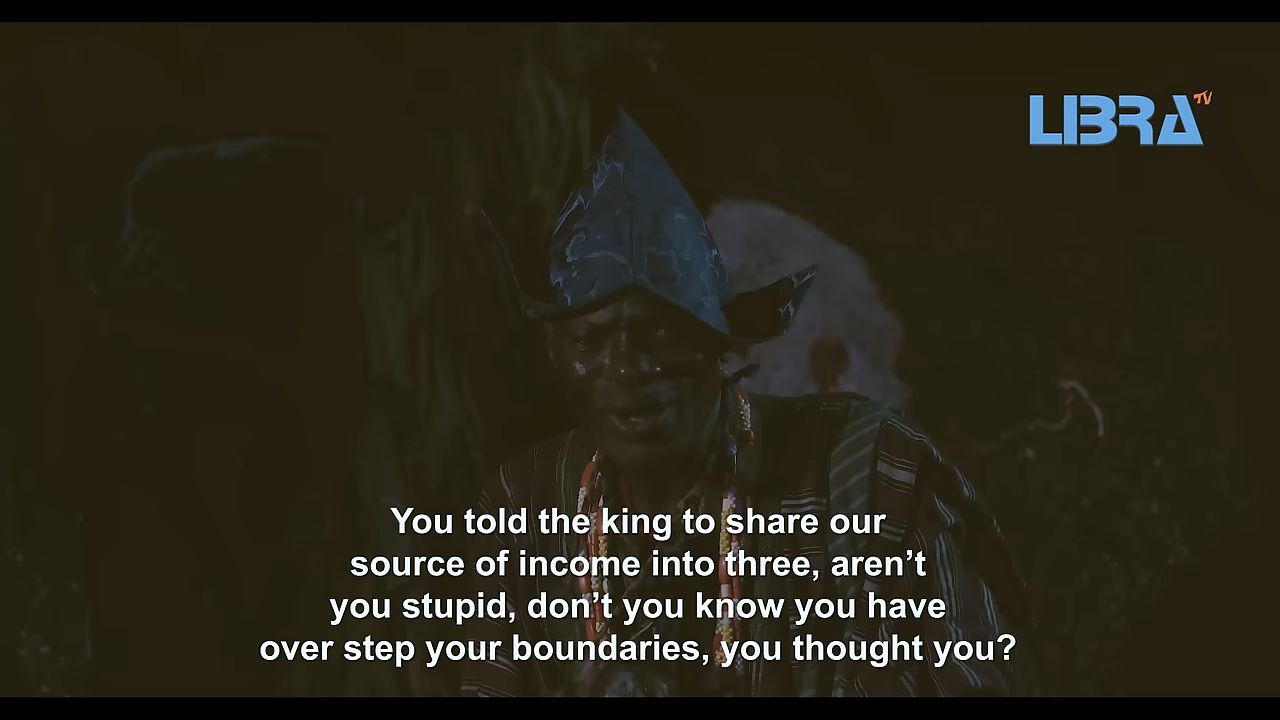 LIBRA TV
You told the king to share our
source of income into three, aren’t
you stupid, don’t you know you have
over step your boundaries, you thought you?